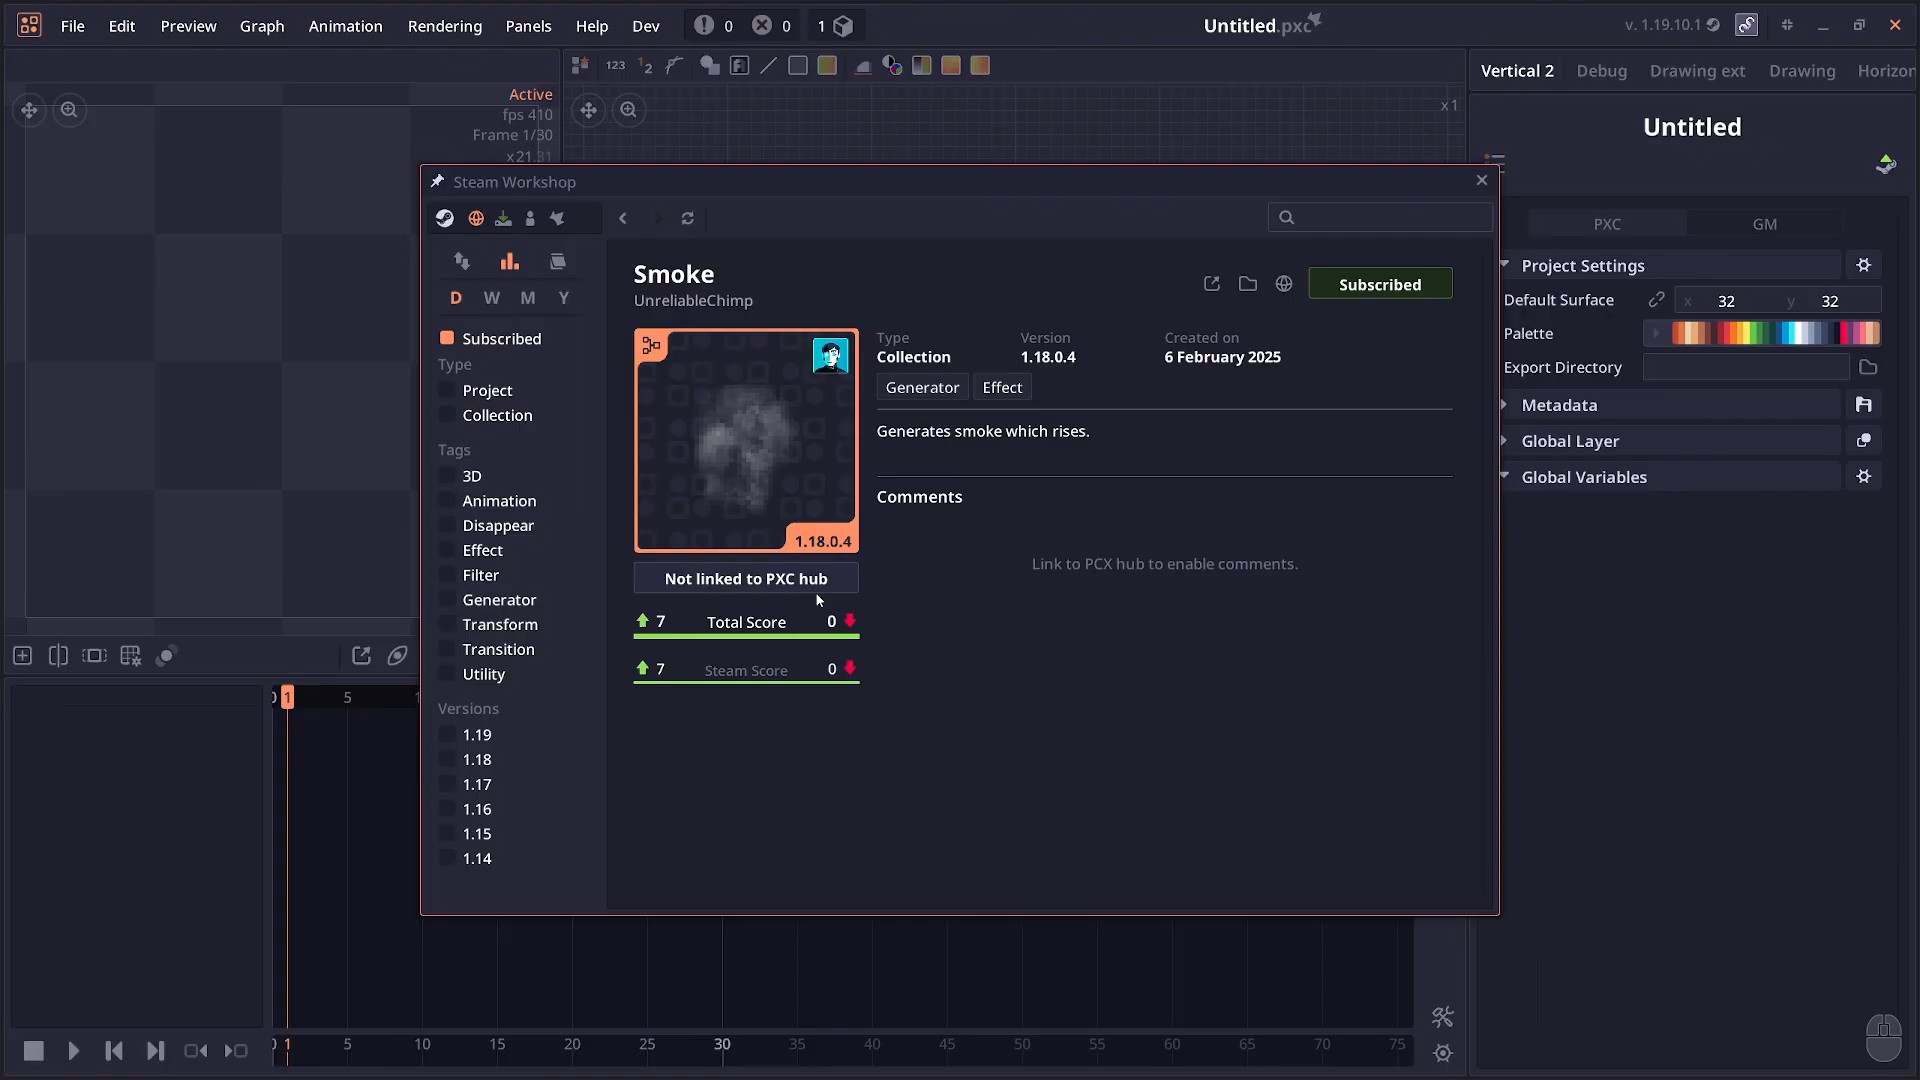 File Edit View Graph Animation Rendering Panels Help Dev 0 0 1 Untitled.pxc v. 1.19.10.1
123 1 2 Vertical 2 Debug Drawing ext Drawing Horizon
Active
fps 410
Frame 1/30
x21.31
x1
Untitled
Steam Workshop
PXC GM
Project Settings
Default Surface x 32 y 32
Palette
Export Directory
Metadata
Global Layer
Global Variables
D W M Y
Subscribed
Type
Project
Collection
Tags
3D
Animation
Disappear
Effect
Filter
Generator
Transform
Transition
Utility
Versions
1.19
1.18
1.17
1.16
1.15
1.14
Smoke
UnreliableChimp
Subscribed
1.18.0.4
Not linked to PXC hub
7 Total Score 0
7 Steam Score 0
Type Version Created on
Collection 1.18.0.4 6 February 2025
Generator Effect
Generates smoke which rises.
Comments
Link to PCX hub to enable comments.
1 5
1 5 10 15 20 25 30 35 40 45 50 55 60 65 70 75